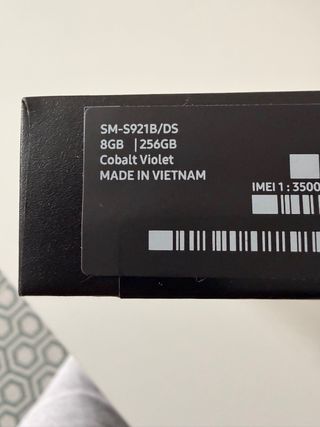 SM-S921B/DS
8GB | 256GB
Cobalt Violet
MADE IN VIETNAM
IMEI 1 : 3500